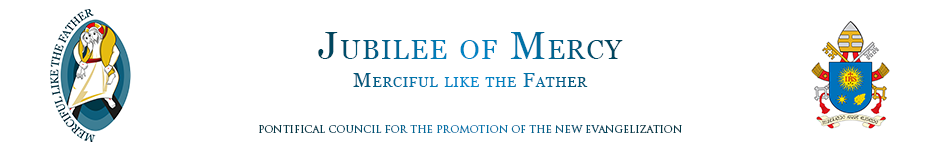 MERCIFUL LIKE THE FATHER
JUBILEE OF MERCY
MERCIFUL LIKE THE FATHER
PONTIFICAL COUNCIL FOR THE PROMOTION OF THE NEW EVANGELIZATION
IHS